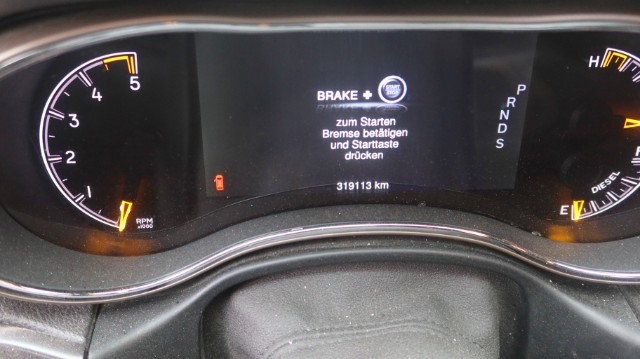 5
4
3
2
1
RPM
x1000
BRAKE + START
STOP
zum Starten
Bremse betätigen
und Starttaste
drücken
319113 km
P
R
N
D
S
H
DIESEL
E